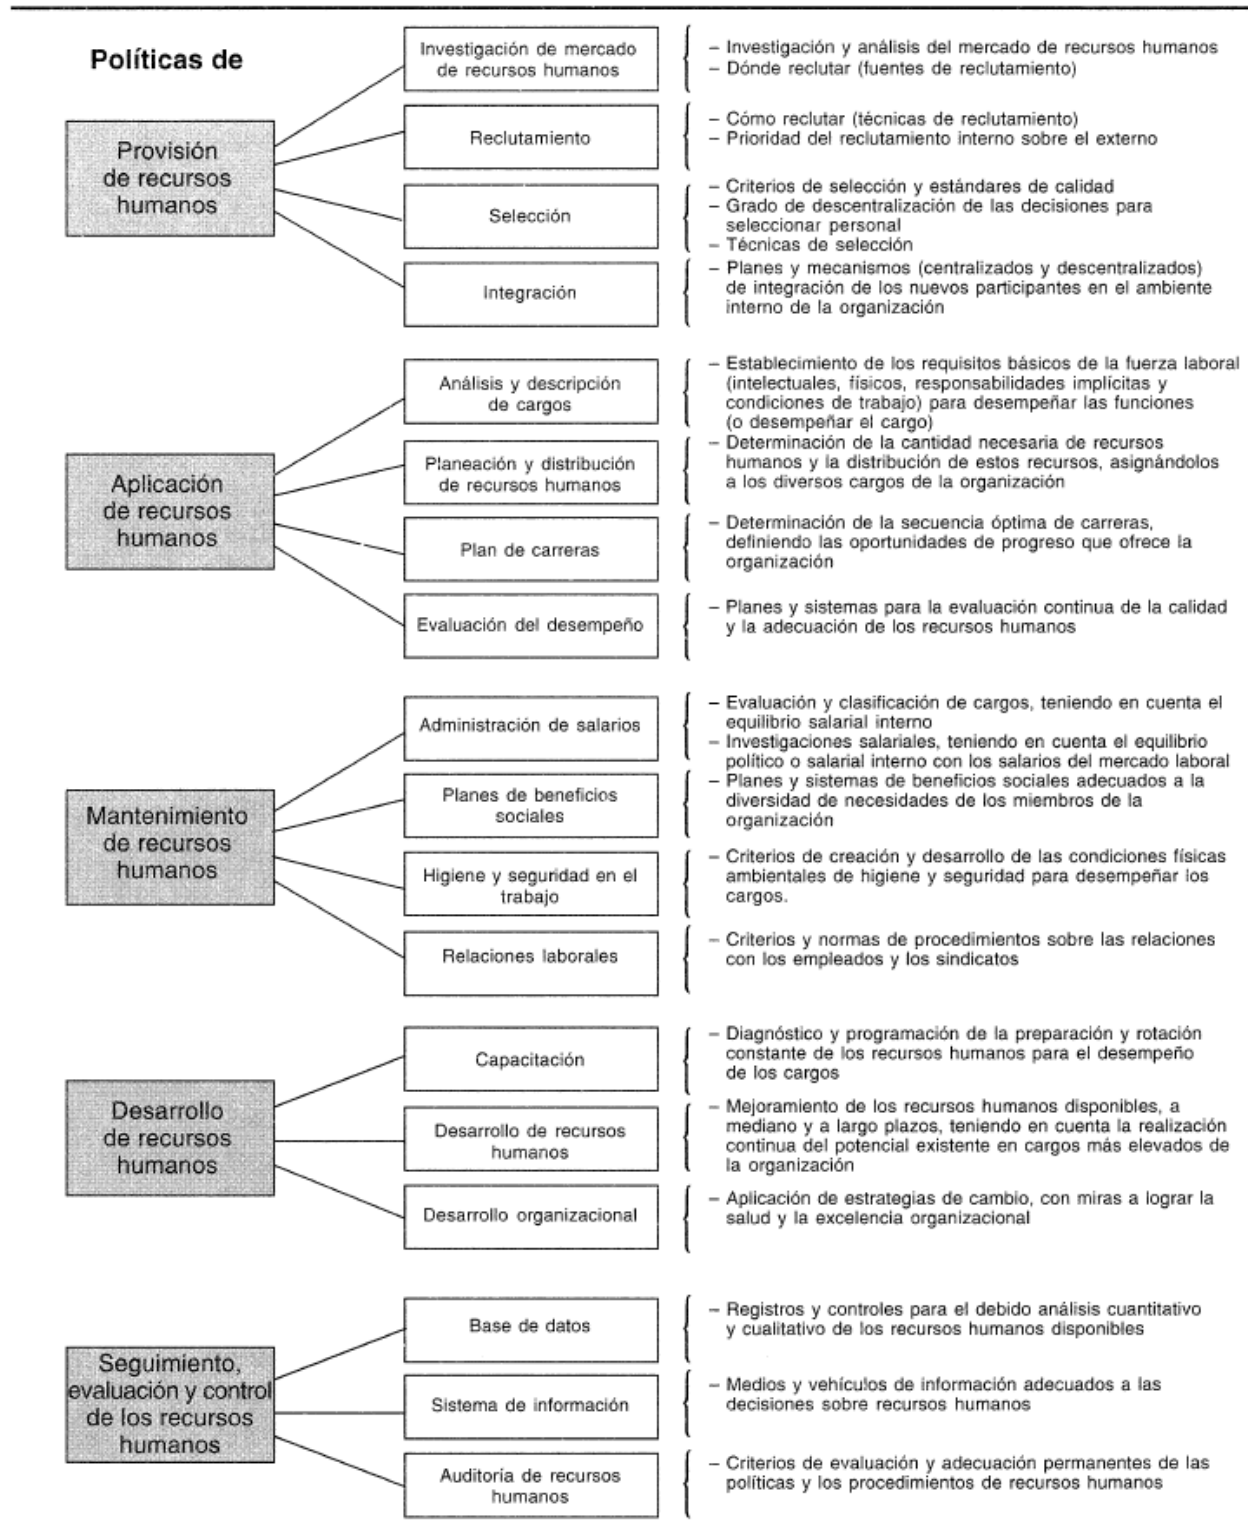 Políticas de
Provisión
de recursos
humanos
Investigación de mercado
de recursos humanos
– Investigación y análisis del mercado de recursos humanos
– Dónde reclutar (fuentes de reclutamiento)
Reclutamiento
– Cómo reclutar (técnicas de reclutamiento)
– Prioridad del reclutamiento interno sobre el externo
Selección
– Criterios de selección y estándares de calidad
– Grado de descentralización de las decisiones para
seleccionar personal
– Técnicas de selección
Integración
– Planes y mecanismos (centralizados y descentralizados)
de integración de los nuevos participantes en el ambiente
interno de la organización
Aplicación
de recursos
humanos
Análisis y descripción
de cargos
– Establecimiento de los requisitos básicos de la fuerza laboral
(intelectuales, físicos, responsabilidades implícitas y
condiciones de trabajo) para desempeñar las funciones
(o desempeñar el cargo)
Planeación y distribución
de recursos humanos
– Determinación de la cantidad necesaria de recursos
humanos y la distribución de estos recursos, asignándolos
a los diversos cargos de la organización
Plan de carreras
– Determinación de la secuencia óptima de carreras,
definiendo las oportunidades de progreso que ofrece la
organización
Evaluación del desempeño
– Planes y sistemas para la evaluación continua de la calidad
y la adecuación de los recursos humanos
Mantenimiento
de recursos
humanos
Administración de salarios
– Evaluación y clasificación de cargos, teniendo en cuenta el
equilibrio salarial interno
– Investigaciones salariales, teniendo en cuenta el equilibrio
político o salarial interno con los salarios del mercado laboral
Planes de beneficios
sociales
– Planes y sistemas de beneficios sociales adecuados a la
diversidad de necesidades de los miembros de la
organización
Higiene y seguridad en el
trabajo
– Criterios de creación y desarrollo de las condiciones físicas
ambientales de higiene y seguridad para desempeñar los
cargos.
Relaciones laborales
– Criterios y normas de procedimientos sobre las relaciones
con los empleados y los sindicatos
Desarrollo
de recursos
humanos
Capacitación
– Diagnóstico y programación de la preparación y rotación
constante de los recursos humanos para el desempeño
de los cargos
Desarrollo de recursos
humanos
– Mejoramiento de los recursos humanos disponibles, a
mediano y a largo plazos, teniendo en cuenta la realización
continua del potencial existente en cargos más elevados de
la organización
Desarrollo organizacional
– Aplicación de estrategias de cambio, con miras a lograr la
salud y la excelencia organizacional
Seguimiento,
evaluación y control
de los recursos
humanos
Base de datos
– Registros y controles para el debido análisis cuantitativo
y cualitativo de los recursos humanos disponibles
Sistema de información
– Medios y vehículos de información adecuados a las
decisiones sobre recursos humanos
Auditoría de recursos
humanos
– Criterios de evaluación y adecuación permanentes de las
políticas y los procedimientos de recursos humanos